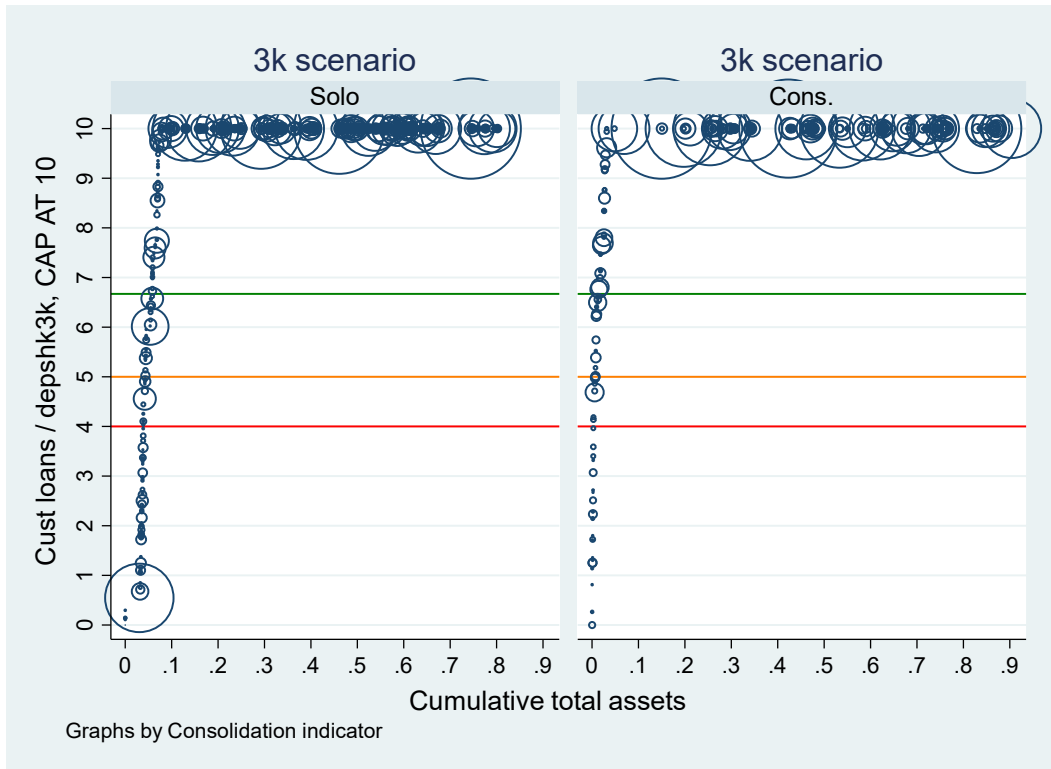 3k scenario 3k scenario
Solo Cons.
Cust loans / depshk3k, CAP AT 10
10
9
8
7
6
5
4
3
2
1
0
0 .1 .2 .3 .4 .5 .6 .7 .8 .9 0 .1 .2 .3 .4 .5 .6 .7 .8 .9
Cumulative total assets
Graphs by Consolidation indicator